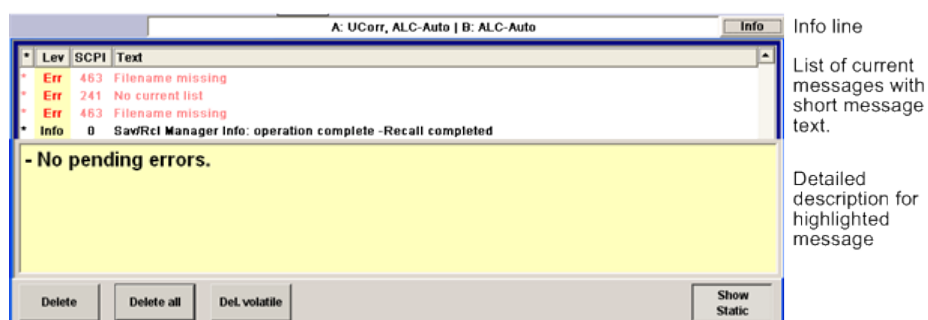 A: UCorr, ALC-Auto | B: ALC-Auto
Info
Info line
* Lev SCPI Text
* Err 463 Filename missing
* Err 241 No current list
* Err 463 Filename missing
* Info 0 Sav/Rcl Manager Info: operation complete -Recall completed
List of current
messages with
short message
text.
- No pending errors.
Detailed
description for
highlighted
message
Delete
Delete all
Del. volatile
Show
Static